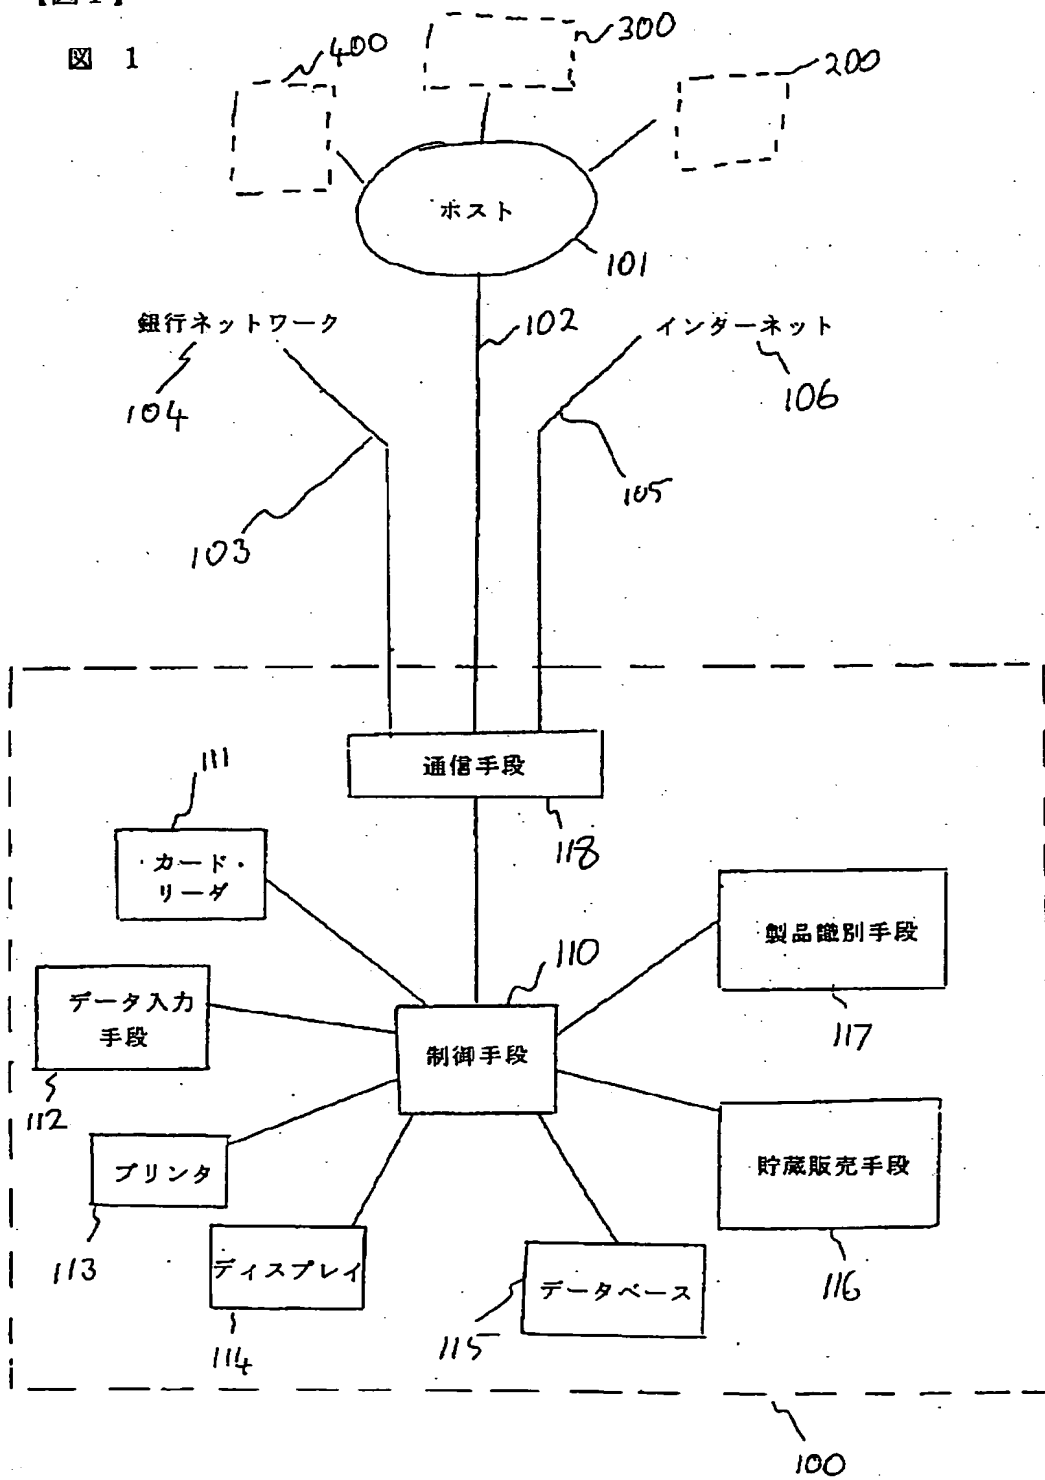 【図1】
図 1
400
300
200
ホスト
101
銀行ネットワーク
102
インターネット
104
106
103
105
通信手段
111
118
カード・
リーダ
製品識別手段
110
データ入力
手段
117
制御手段
112
プリンタ
貯蔵販売手段
113
ディスプレイ
データベース
116
114
115
100